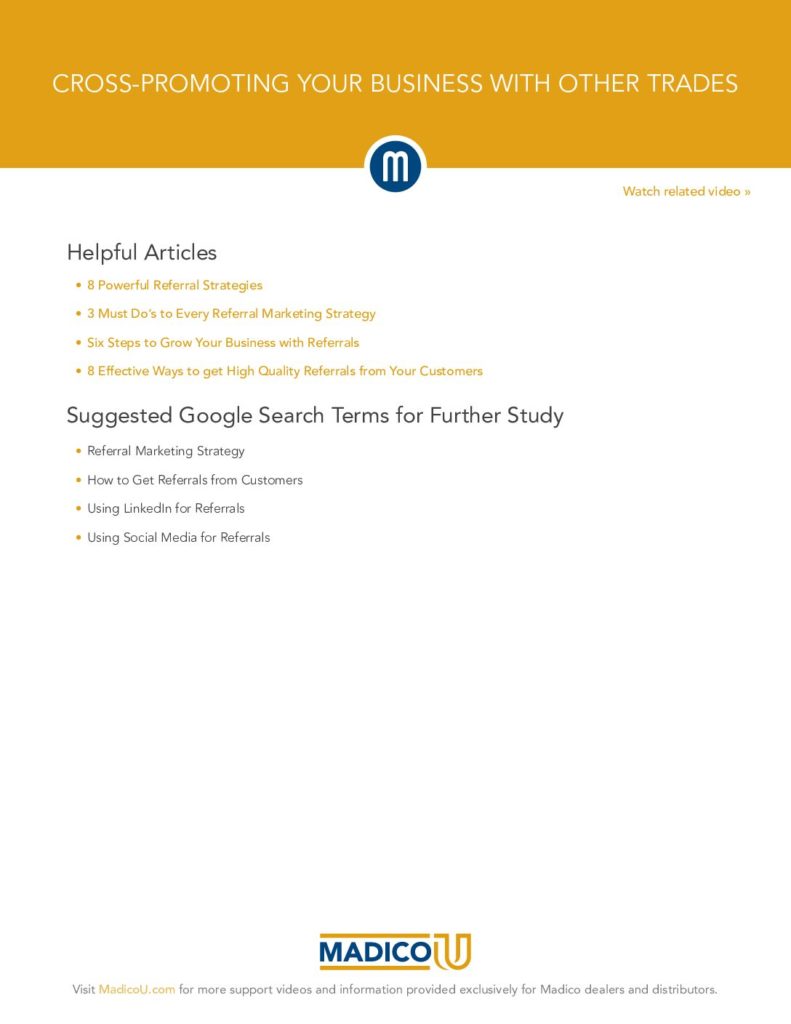 CROSS-PROMOTING YOUR BUSINESS WITH OTHER TRADES
m
Watch related video »
Helpful Articles
• 8 Powerful Referral Strategies
• 3 Must Do's to Every Referral Marketing Strategy
• Six Steps to Grow Your Business with Referrals
• 8 Effective Ways to get High Quality Referrals from Your Customers
Suggested Google Search Terms for Further Study
• Referral Marketing Strategy
• How to Get Referrals from Customers
• Using LinkedIn for Referrals
• Using Social Media for Referrals
MADICO U
Visit MadicoU.com for more support videos and information provided exclusively for Madico dealers and distributors.